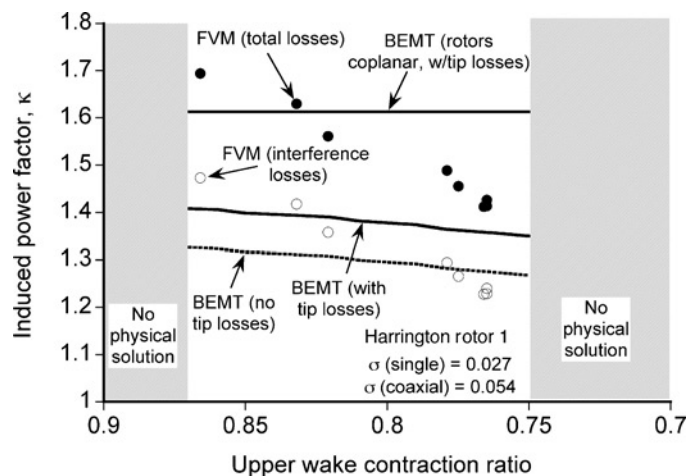 1.8
1.7
1.6
1.5
1.4
1.3
1.2
1.1
1
Induced power factor, κ
FVM
(total losses)
BEMT (rotors
coplanar, w/tip losses)
FVM (interference
losses)
BEMT (no
tip losses)
BEMT (with
tip losses)
No
physical
solution
No
physical
solution
Harrington rotor 1
σ (single) = 0.027
σ (coaxial) = 0.054
0.9
0.85
0.8
0.75
0.7
Upper wake contraction ratio